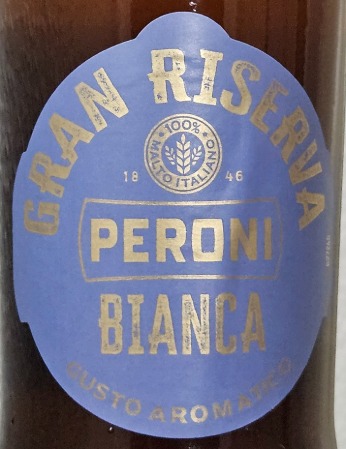 GRAN RISERVA
100%
MALTO ITALIANO
18 46
PERONI
BIANCA
GUSTO AROMATICO